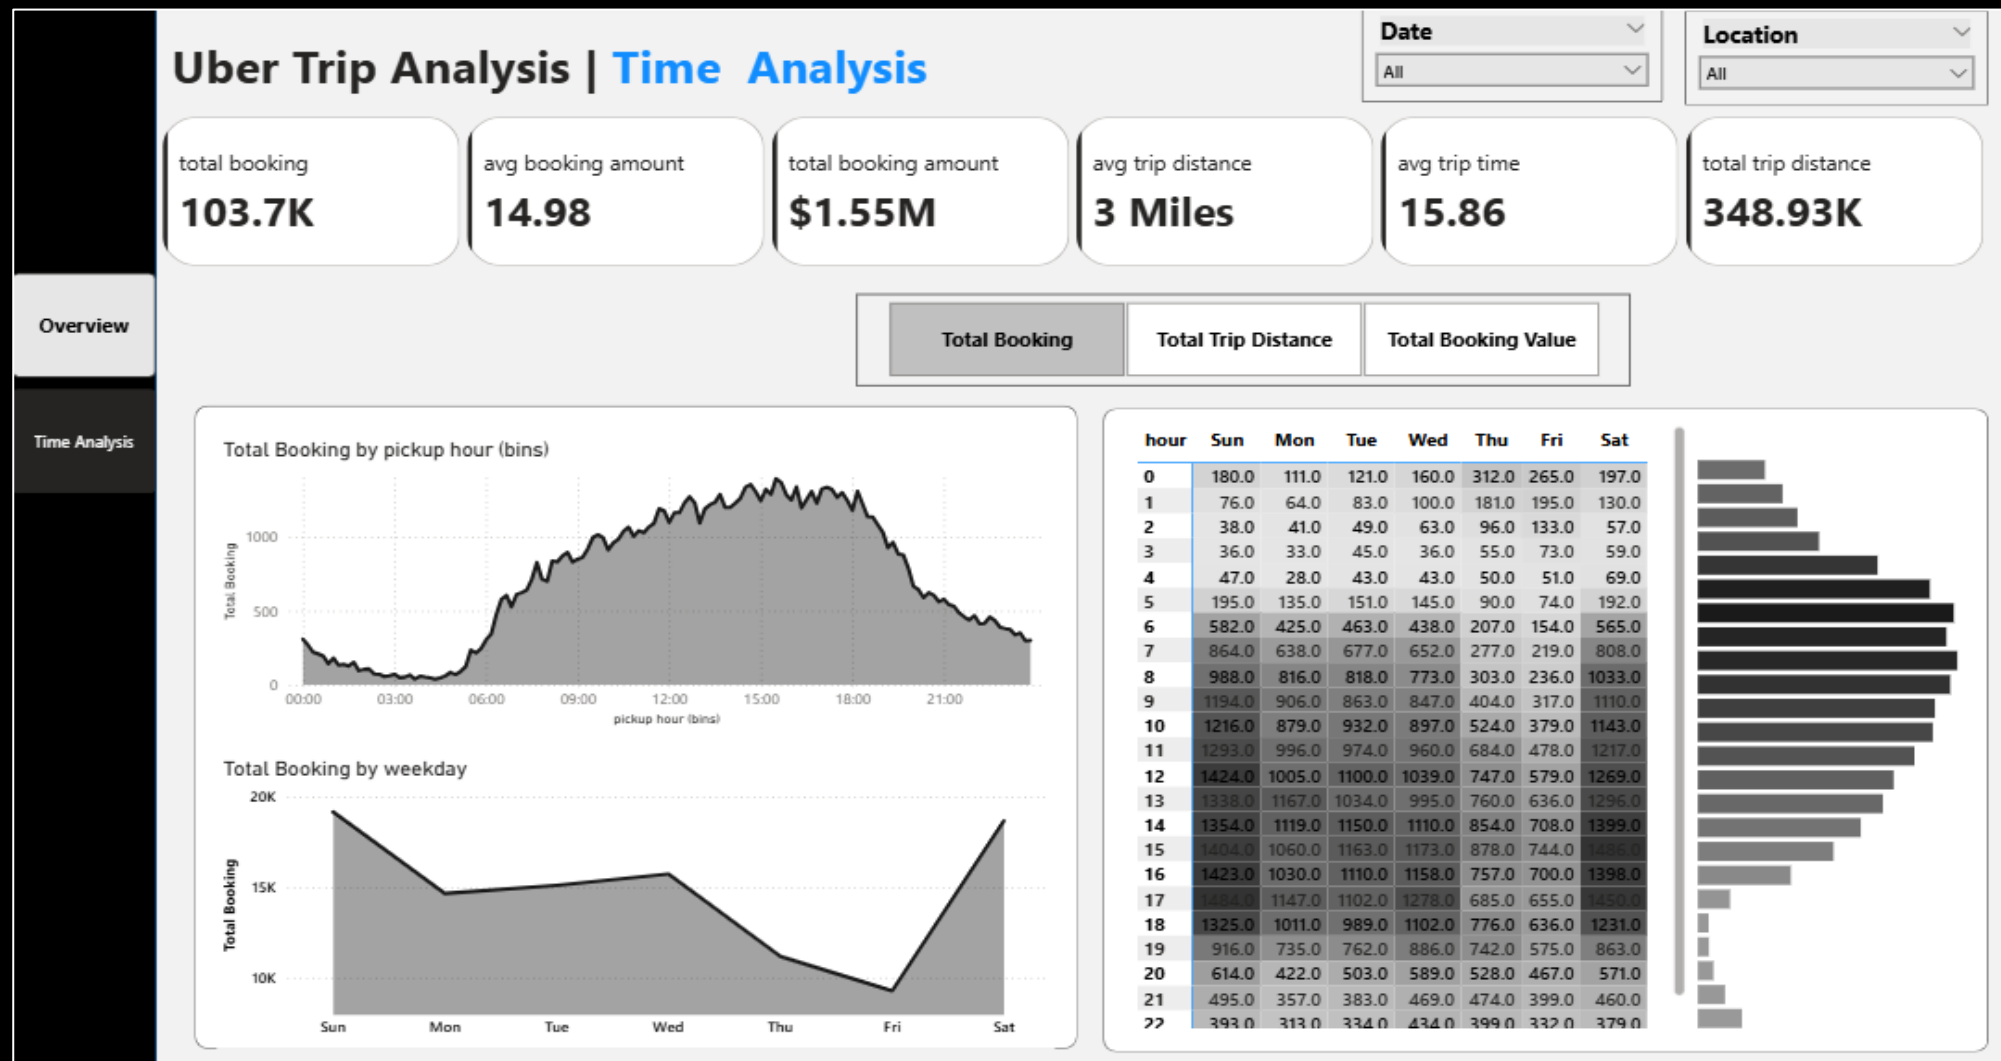 Uber Trip Analysis | Time Analysis
Date
All
Location
All
total booking
103.7K
avg booking amount
14.98
total booking amount
$1.55M
avg trip distance
3 Miles
avg trip time
15.86
total trip distance
348.93K
Overview
Time Analysis
Total Booking
Total Trip Distance
Total Booking Value
Total Booking by pickup hour (bins)
Total Booking
1000
500
0
00:00 03:00 06:00 09:00 12:00 15:00 18:00 21:00
pickup hour (bins)
Total Booking by weekday
Total Booking
20K
15K
10K
Sun Mon Tue Wed Thu Fri Sat
hour Sun Mon Tue Wed Thu Fri Sat
0 180.0 111.0 121.0 160.0 312.0 265.0 197.0
1 76.0 64.0 83.0 100.0 181.0 195.0 130.0
2 38.0 41.0 49.0 63.0 96.0 133.0 57.0
3 36.0 33.0 45.0 36.0 55.0 73.0 59.0
4 47.0 28.0 43.0 43.0 50.0 51.0 69.0
5 195.0 135.0 151.0 145.0 90.0 74.0 192.0
6 582.0 425.0 463.0 438.0 207.0 154.0 565.0
7 864.0 638.0 677.0 652.0 277.0 219.0 808.0
8 988.0 816.0 818.0 773.0 303.0 236.0 1033.0
9 1194.0 906.0 863.0 847.0 404.0 317.0 1110.0
10 1216.0 879.0 932.0 897.0 524.0 379.0 1143.0
11 1293.0 996.0 974.0 960.0 684.0 478.0 1217.0
12 1424.0 1005.0 1100.0 1039.0 747.0 579.0 1269.0
13 1338.0 1167.0 1034.0 995.0 760.0 636.0 1296.0
14 1354.0 1119.0 1150.0 1110.0 854.0 708.0 1399.0
15 1404.0 1060.0 1163.0 1173.0 878.0 744.0 1486.0
16 1423.0 1030.0 1110.0 1158.0 757.0 700.0 1398.0
17 1484.0 1147.0 1102.0 1278.0 685.0 655.0 1450.0
18 1325.0 1011.0 989.0 1102.0 776.0 636.0 1231.0
19 916.0 735.0 762.0 886.0 742.0 575.0 863.0
20 614.0 422.0 503.0 589.0 528.0 467.0 571.0
21 495.0 357.0 383.0 469.0 474.0 399.0 460.0
22 393.0 313.0 334.0 434.0 399.0 332.0 379.0